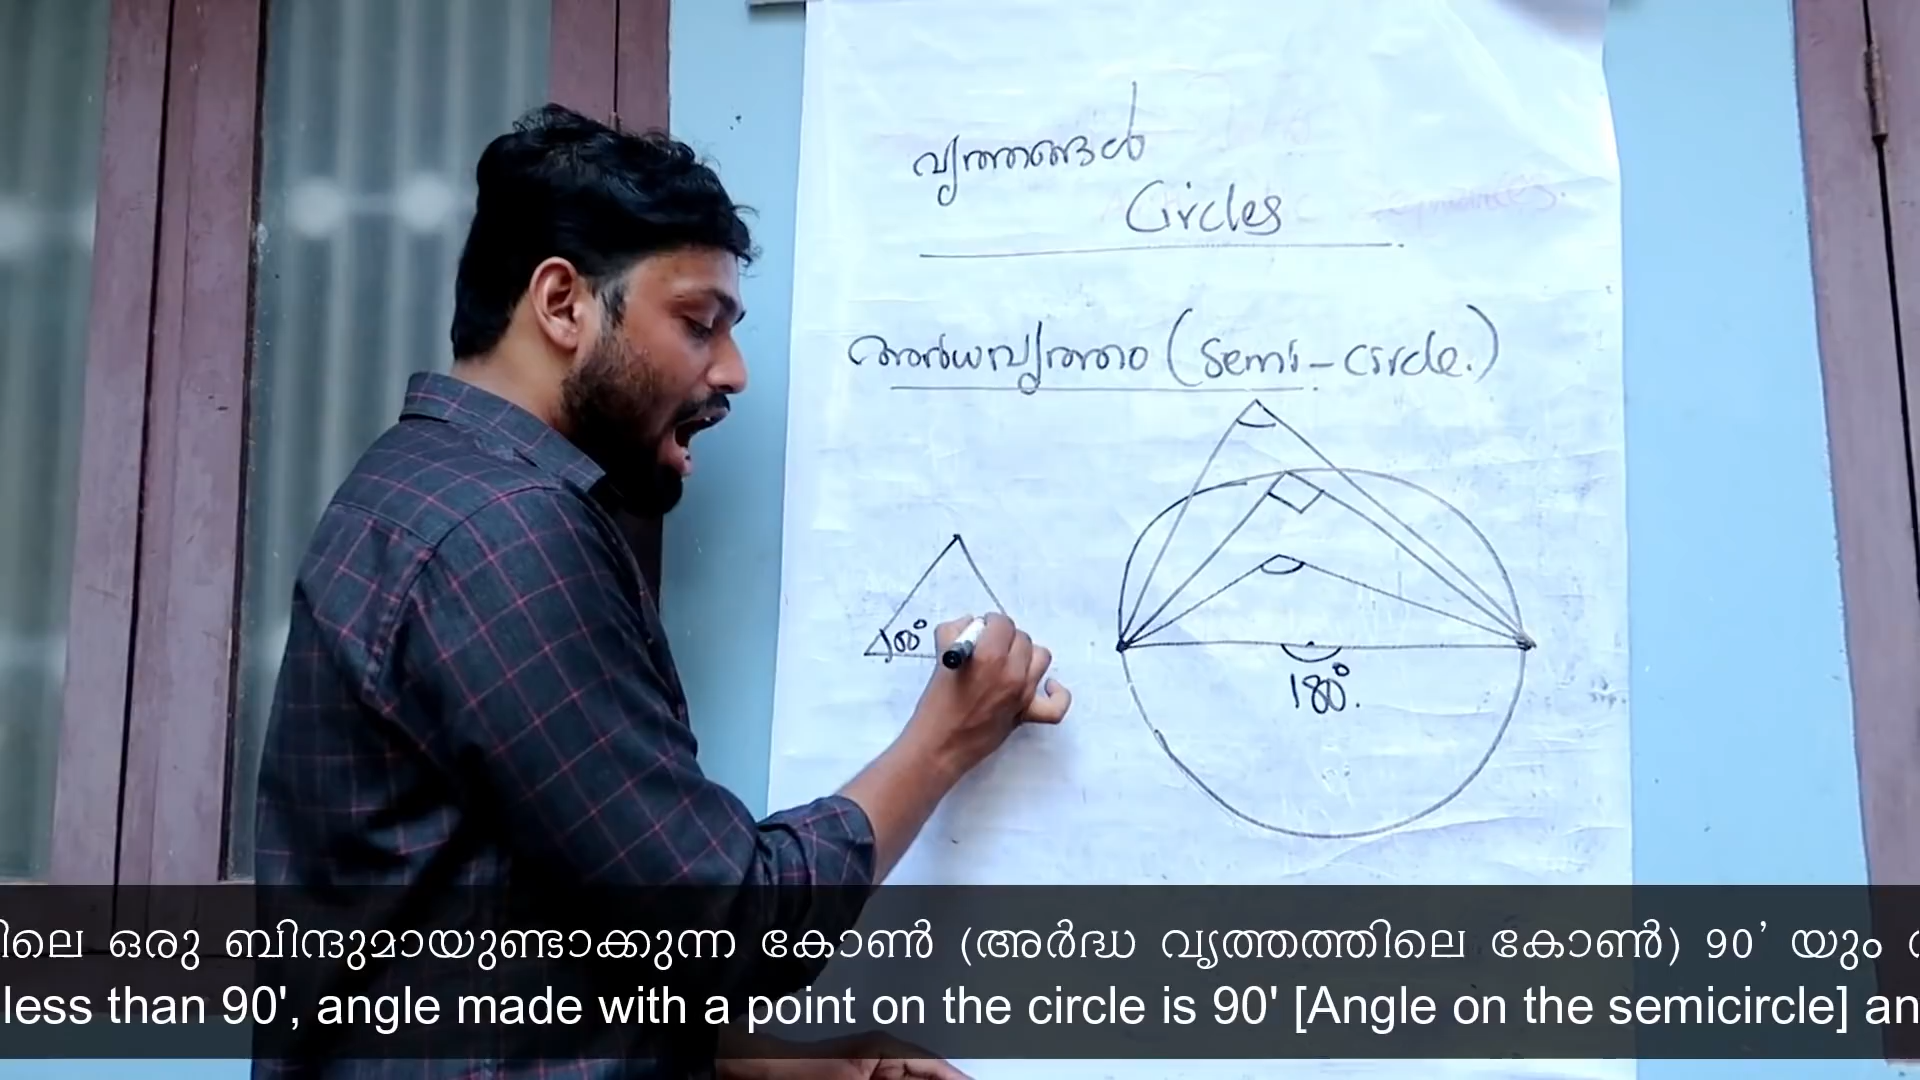 വൃത്തങ്ങൾ
Circles
അർധവൃത്തം (Semi-circle.)
180°.
ിലെ ഒരു ബിന്ദുമായുണ്ടാക്കുന്ന കോൺ (അർദ്ധ വൃത്തത്തിലെ കോൺ) 90' യും
less than 90', angle made with a point on the circle is 90' [Angle on the semicircle] an